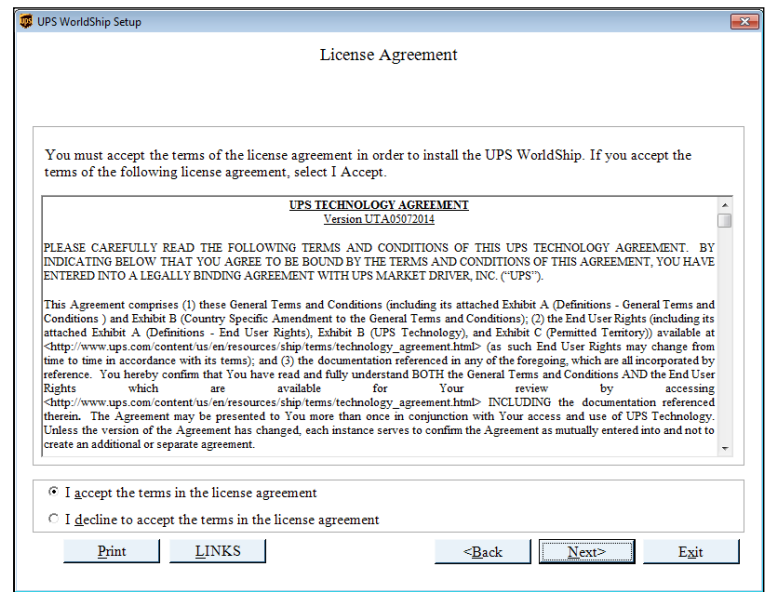 UPS WorldShip Setup
License Agreement
You must accept the terms of the license agreement in order to install the UPS WorldShip. If you accept the
terms of the following license agreement, select I Accept.
UPS TECHNOLOGY AGREEMENT
Version UTA05072014
PLEASE CAREFULLY READ THE FOLLOWING TERMS AND CONDITIONS OF THIS UPS TECHNOLOGY AGREEMENT. BY
INDICATING BELOW THAT YOU AGREE TO BE BOUND BY THE TERMS AND CONDITIONS OF THIS AGREEMENT, YOU HAVE
ENTERED INTO A LEGALLY BINDING AGREEMENT WITH UPS MARKET DRIVER, INC. (“UPS”).
This Agreement comprises (1) these General Terms and Conditions (including its attached Exhibit A (Definitions - General Terms and
Conditions ) and Exhibit B (Country Specific Amendment to the General Terms and Conditions); (2) the End User Rights (including its
attached Exhibit A (Definitions - End User Rights), Exhibit B (UPS Technology), and Exhibit C (Permitted Territory)) available at
<http://www.ups.com/content/us/en/resources/ship/terms/technology_agreement.html> (as such End User Rights may change from
time to time in accordance with its terms); and (3) the documentation referenced in any of the foregoing, which are all incorporated by
reference. You hereby confirm that You have read and fully understand BOTH the General Terms and Conditions AND the End User
Rights which are available for Your review by accessing
<http://www.ups.com/content/us/en/resources/ship/terms/technology_agreement.html> INCLUDING the documentation referenced
therein. The Agreement may be presented to You more than once in conjunction with Your access and use of UPS Technology.
Unless the version of the Agreement has changed, each instance serves to confirm the Agreement as mutually entered into and not to
create an additional or separate agreement.
I accept the terms in the license agreement
I decline to accept the terms in the license agreement
Print LINKS <Back Next> Exit